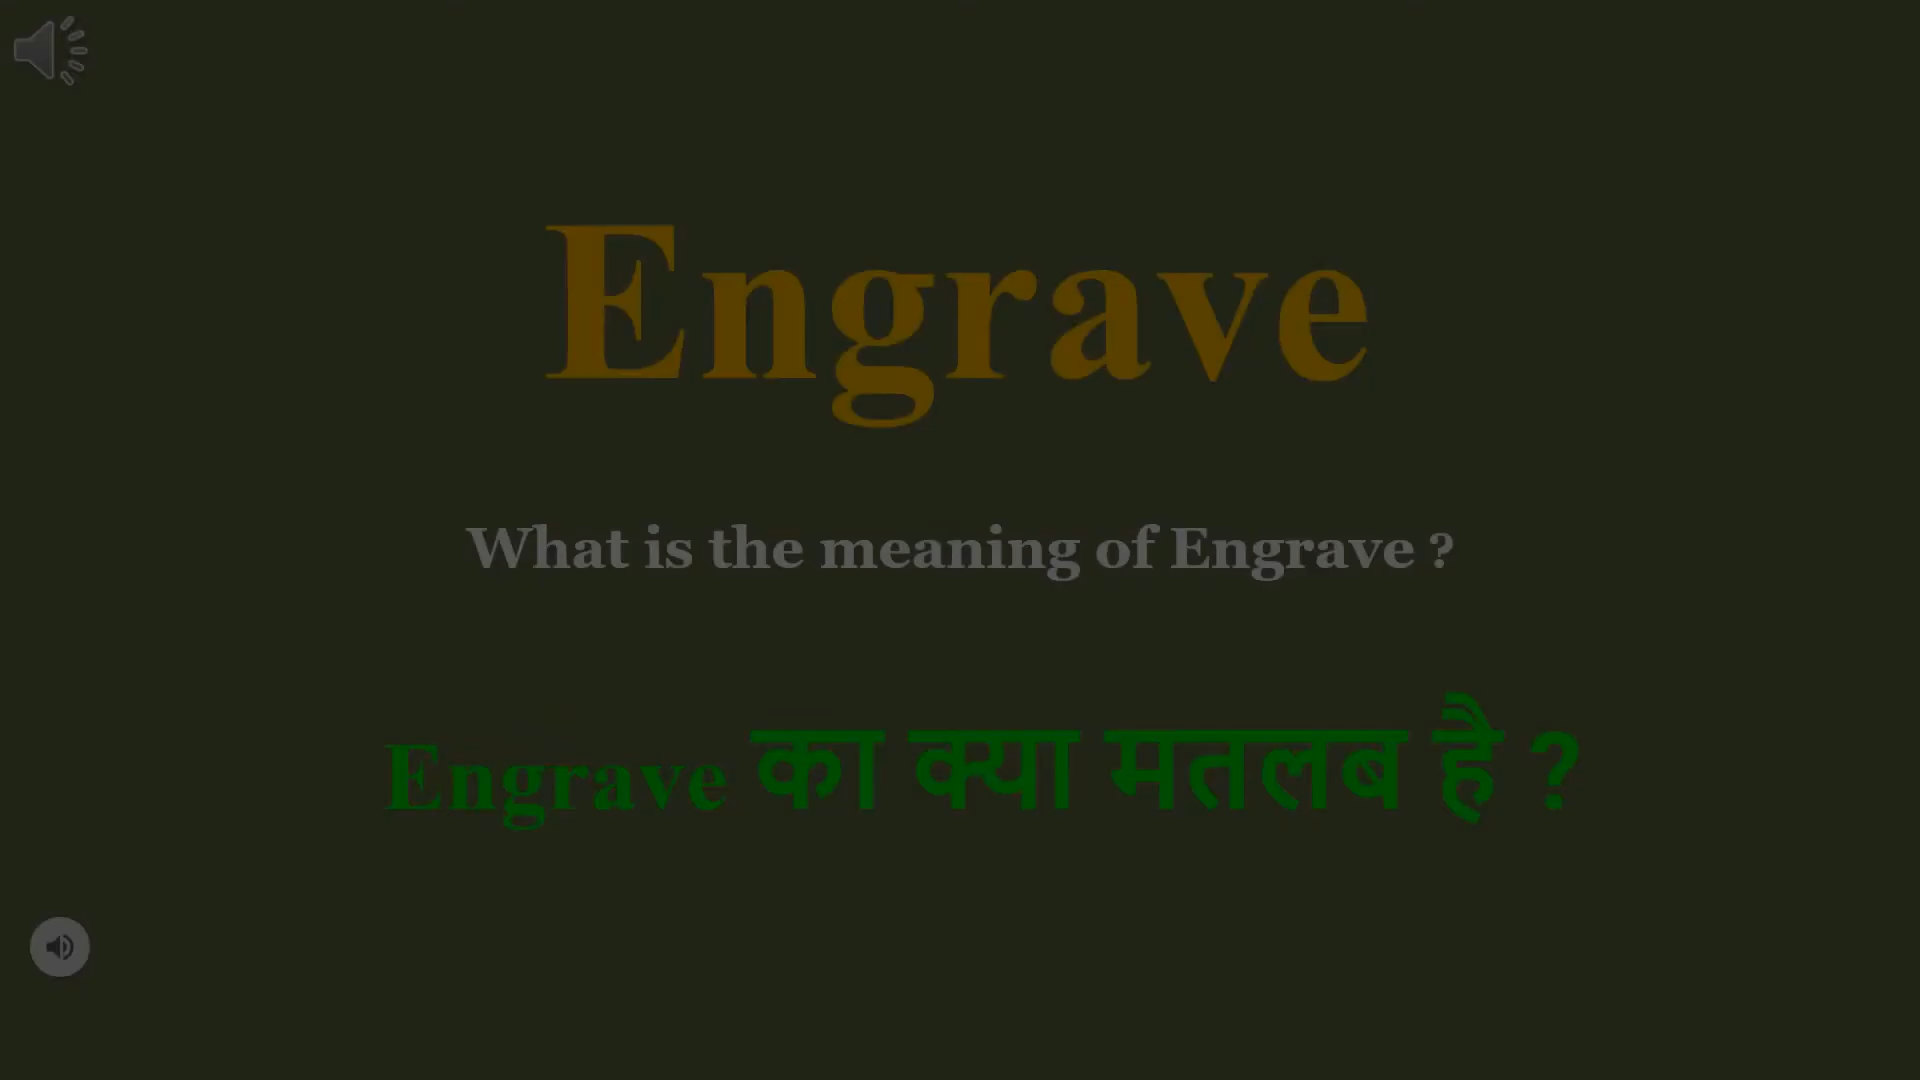 Engrave
What is the meaning of Engrave ?
Engrave का क्या मतलब है ?